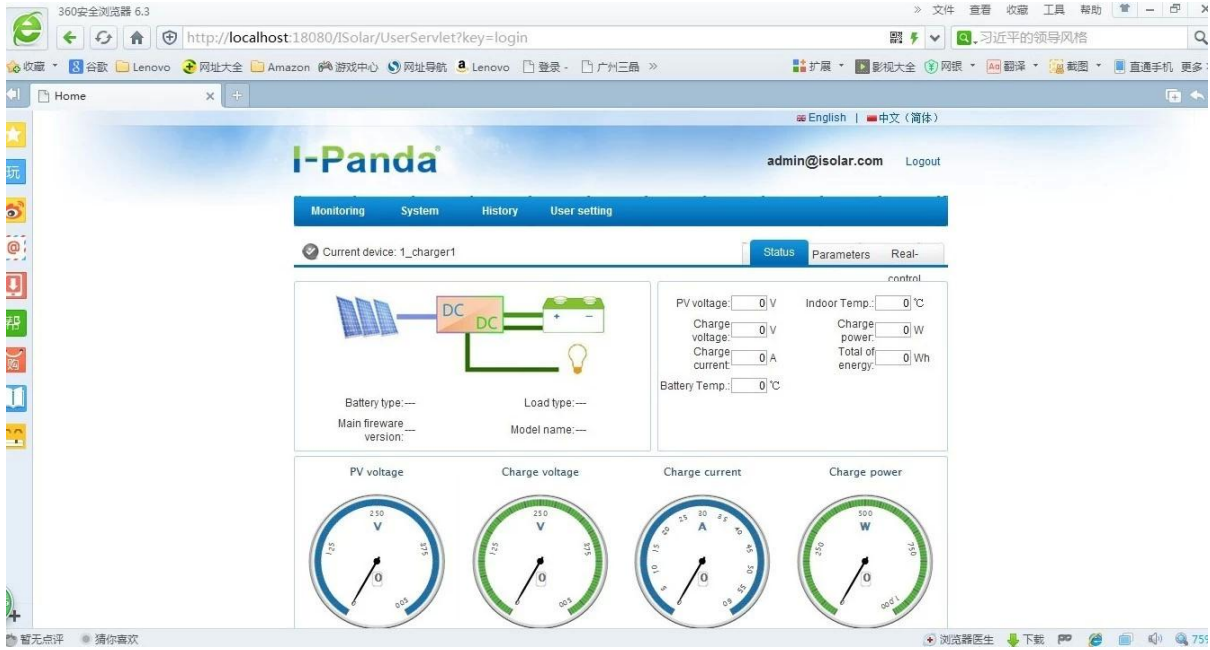 360安全浏览器 6.3
» 文件 查看 收藏 工具 帮助
http://localhost:18080/ISolar/UserServlet?key=login
习近平的领导风格
收藏 谷歌 Lenovo 网址大全 Amazon 游戏中心 网址导航 Lenovo 登录 - 广州三晶 »
扩展 影视大全 网银 翻译 截图 直通手机 更多
Home
English | 中文（简体）
I-Panda
admin@isolar.com Logout
Monitoring System History User setting
Current device: 1_charger1
Status Parameters Real-
control
PV voltage: 0 V Indoor Temp.: 0 ℃
Charge Charge
voltage: 0 V power: 0 W
Charge Total of
current: 0 A energy: 0 Wh
Battery Temp.: 0 ℃
DC
DC
+ −
Battery type:--- Load type:---
Main fireware
version:---
Model name:---
PV voltage Charge voltage Charge current Charge power
250 V 125 375 500 0
250 V 125 375 500 0
30 A 5 10 15 20 25 35 40 45 50 55 60 0
500 W 250 750 1,000 0
玩
@
帮
购
暂无点评 猜你喜欢
浏览器医生 下载 75%